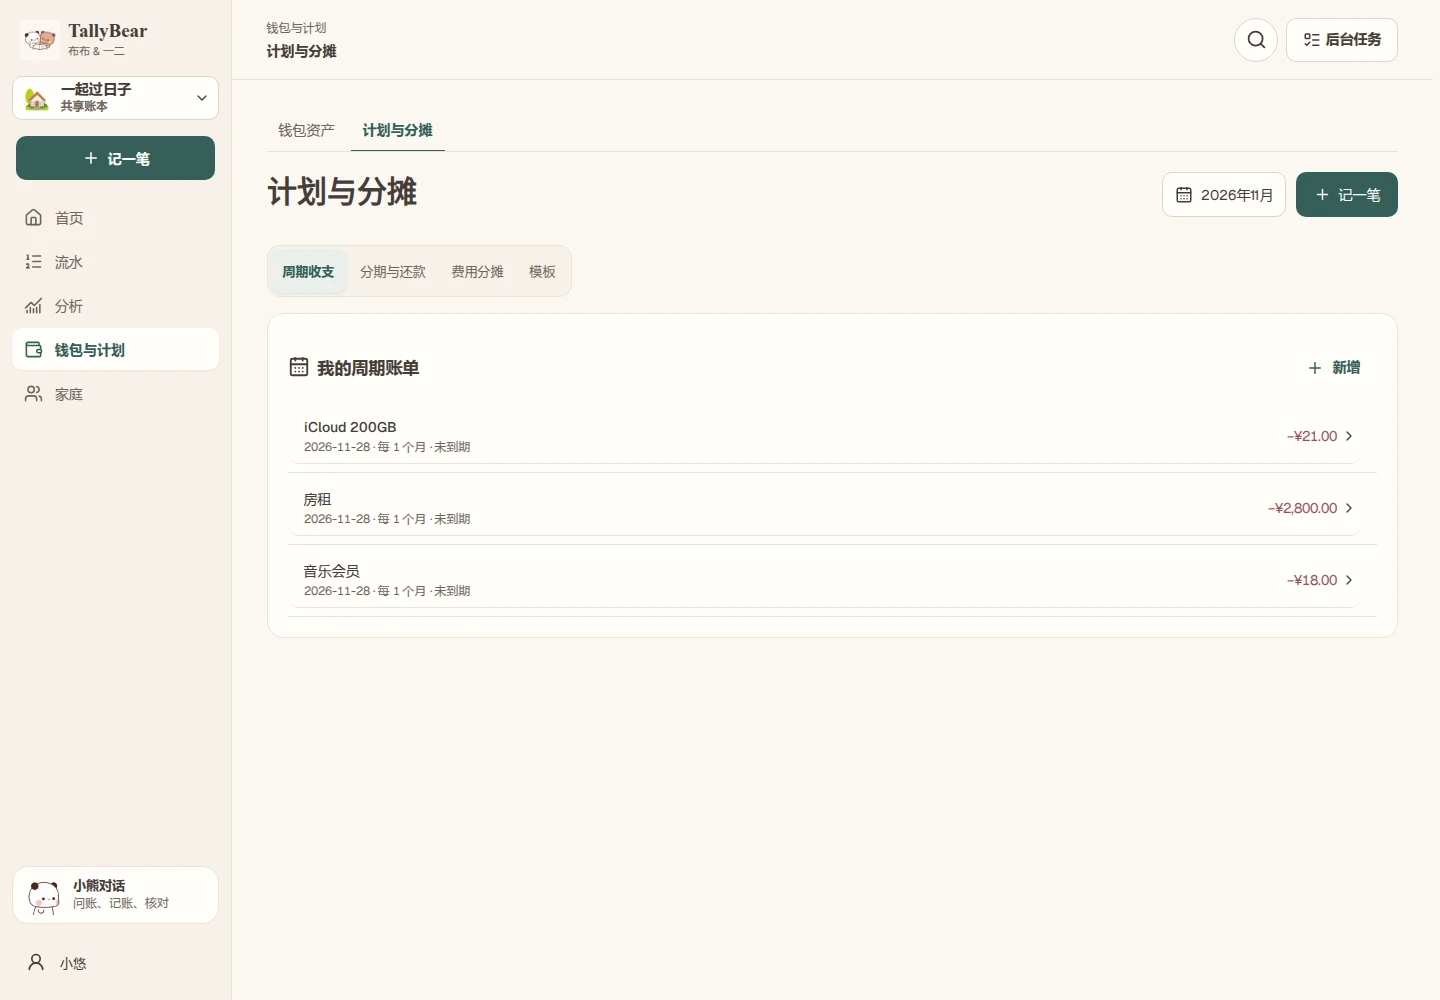 TallyBear
布布 & 一二
一起过日子
共享账本
记一笔
首页
流水
分析
钱包与计划
家庭
小熊对话
问账、记账、核对
小悠
钱包与计划
计划与分摊
后台任务
钱包资产
计划与分摊
计划与分摊
2026年11月
记一笔
周期收支
分期与还款
费用分摊
模板
我的周期账单
新增
iCloud 200GB
2026-11-28 · 每 1 个月 · 未到期
-¥21.00
房租
2026-11-28 · 每 1 个月 · 未到期
-¥2,800.00
音乐会员
2026-11-28 · 每 1 个月 · 未到期
-¥18.00